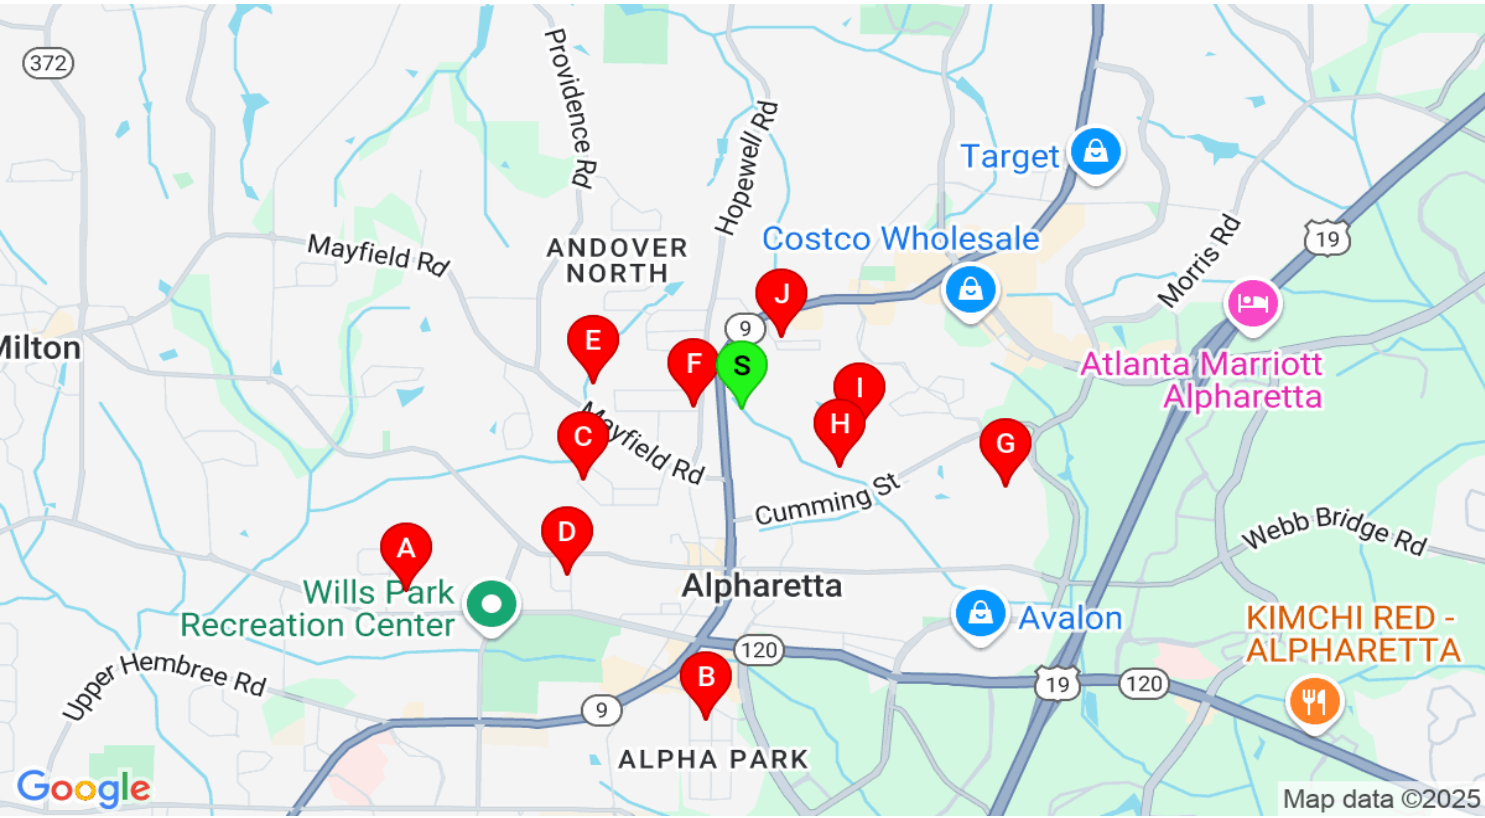 372
Providence Rd
Hopewell Rd
Target
Mayfield Rd
ANDOVER
NORTH
Costco Wholesale
Morris Rd
19
J
9
E
F
S
Milton
Atlanta Marriott
Alpharetta
I
H
C
Mayfield Rd
G
Cumming St
D
A
Webb Bridge Rd
Wills Park
Recreation Center
Alpharetta
Avalon
KIMCHI RED -
ALPHARETTA
120
Upper Hembree Rd
B
19
120
9
ALPHA PARK
Google
Map data ©2025